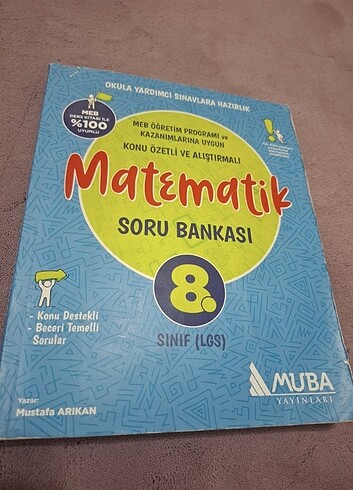 OKULA YARDIMCI SINAVLARA HAZIRLIK
MEB
DERS KİTABI İLE
%100
UYUMLU
MEB ÖĞRETİM PROGRAMI ve
KAZANIMLARINA UYGUN
KONU ÖZETLİ VE ALIŞTIRMALI
Matematik
SORU BANKASI
8.
SINIF (LGS)
- Konu Destekli
- Beceri Temelli
Sorular
MUBA
YAYINLARI
Yazar:
Mustafa ARIKAN